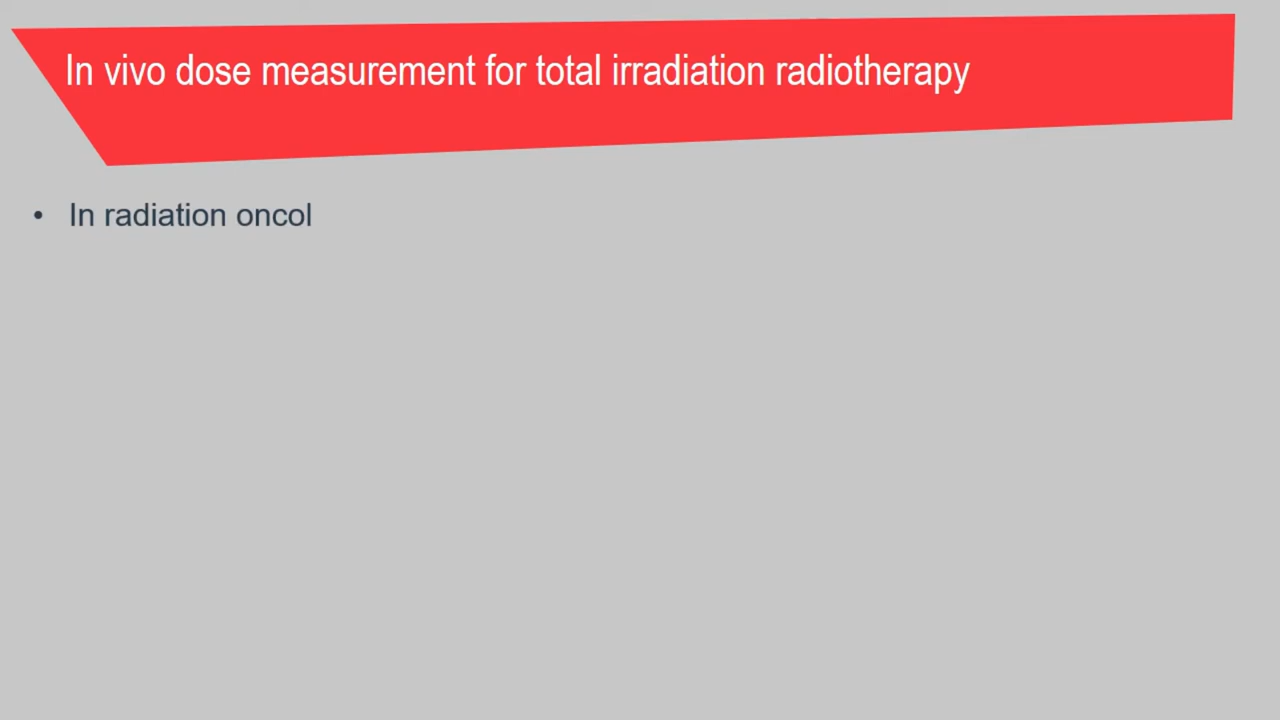 In vivo dose measurement for total irradiation radiotherapy
• In radiation oncol